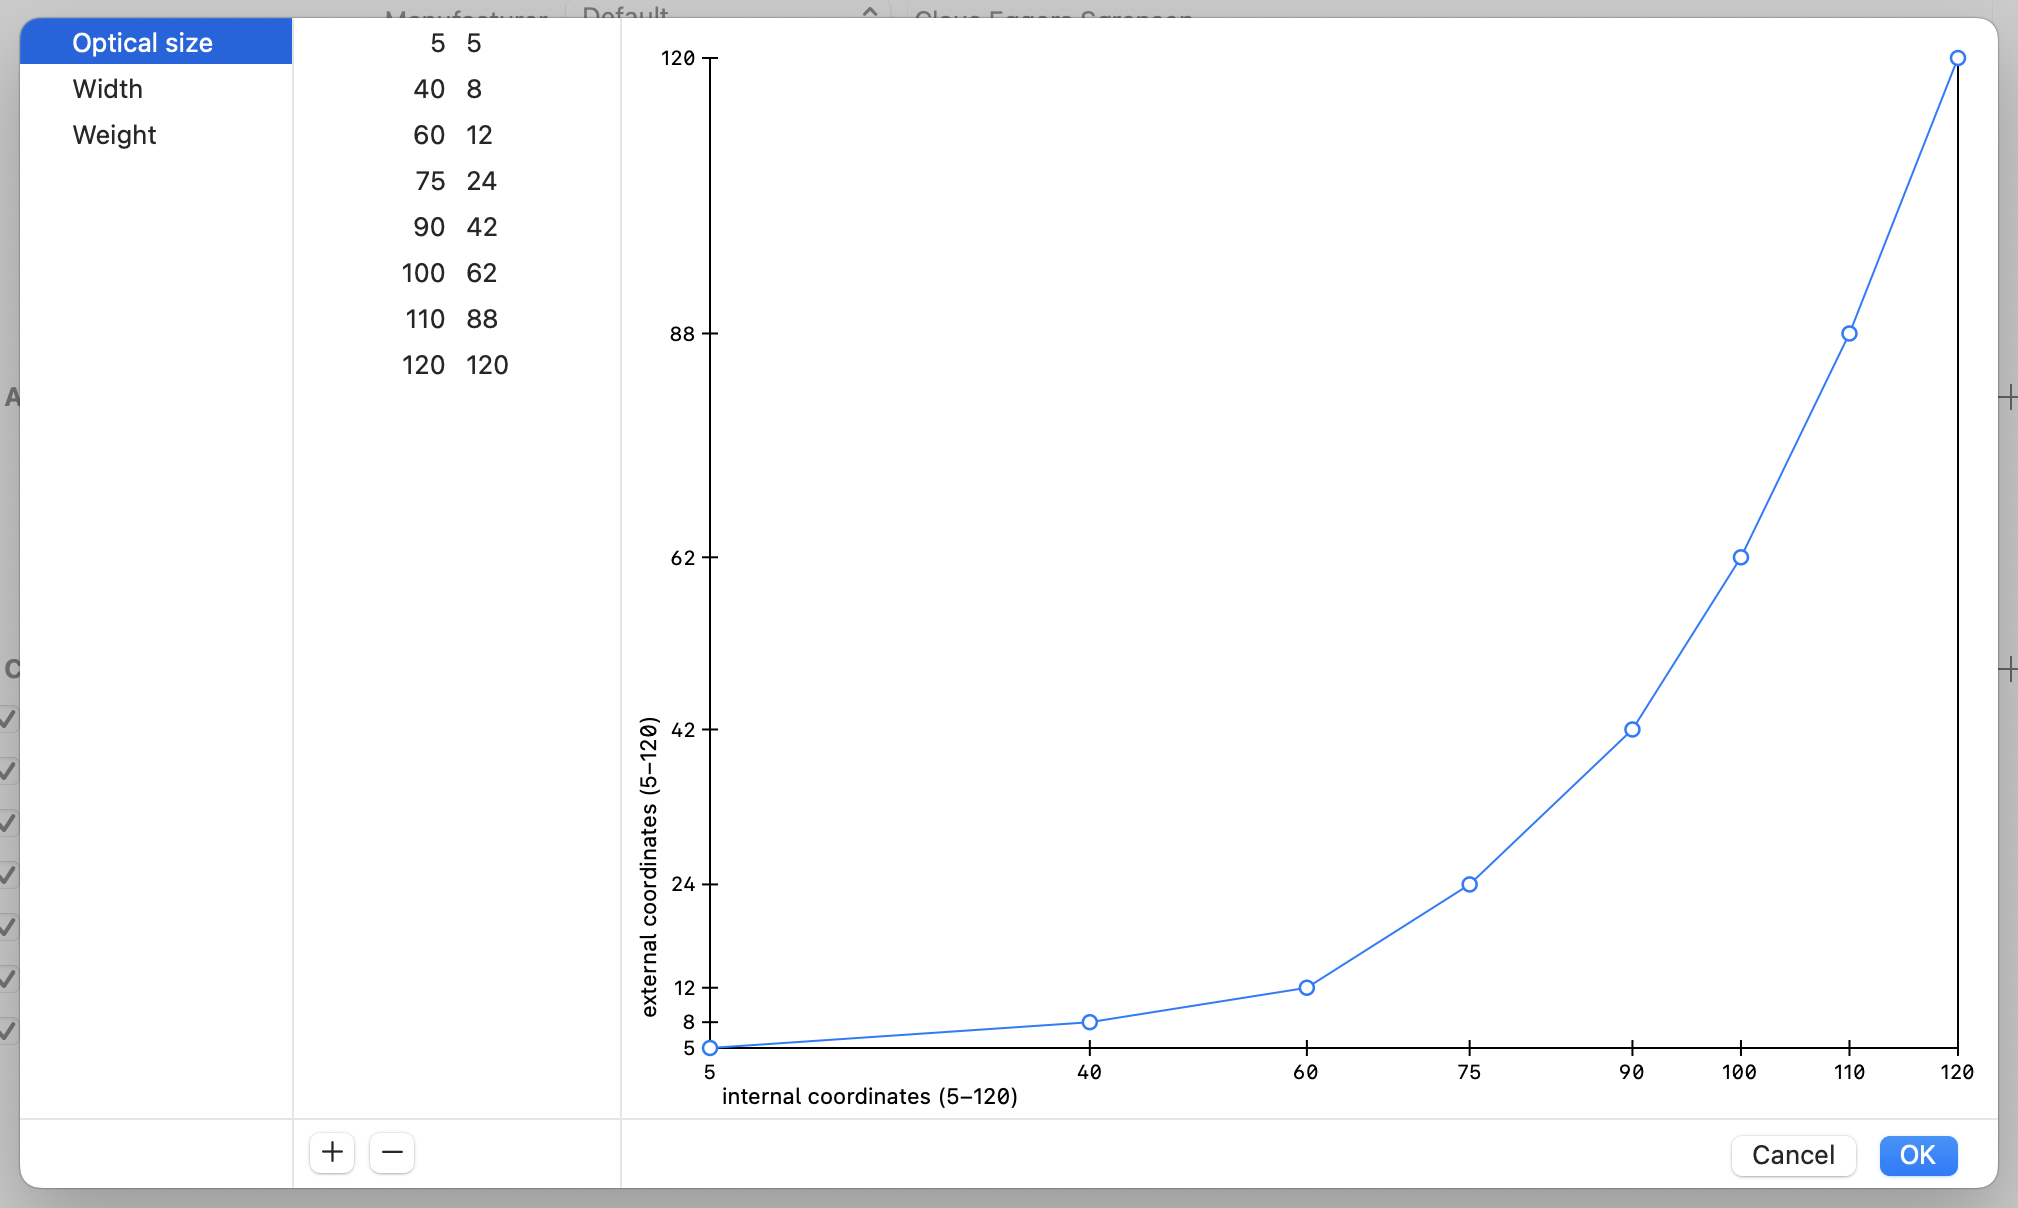 Default
Optical size
Width
Weight
5 5
40 8
60 12
75 24
90 42
100 62
110 88
120 120
120
88
62
42
24
12
8
5
external coordinates (5–120)
5 40 60 75 90 100 110 120
internal coordinates (5–120)
+ −
Cancel OK